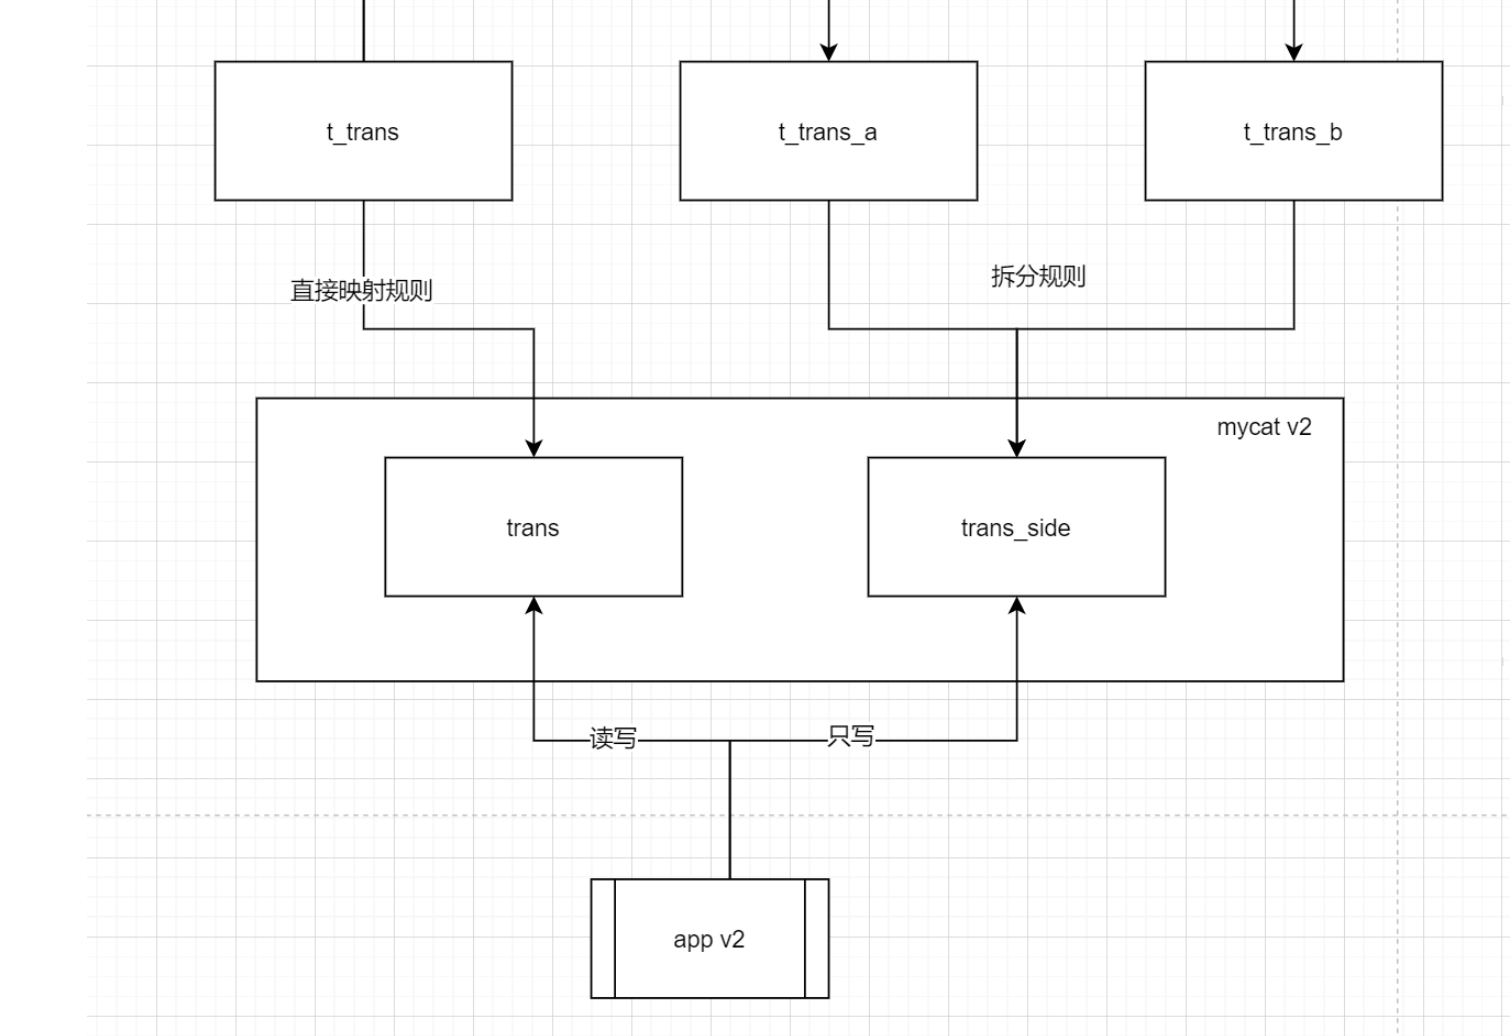 t_trans
t_trans_a
t_trans_b
直接映射规则
拆分规则
mycat v2
trans
trans_side
读写
只写
app v2